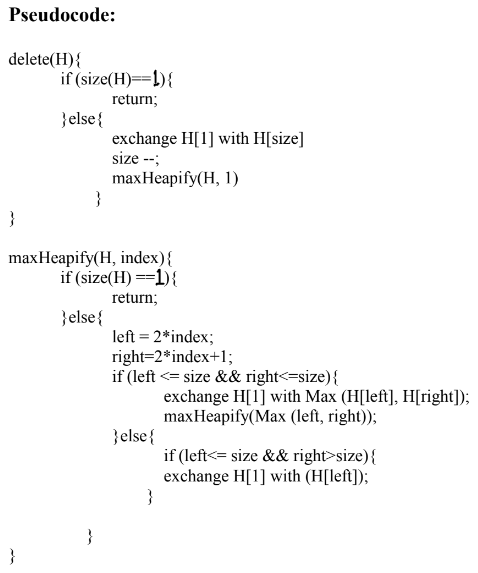 Pseudocode:
delete(H){
if (size(H)==1){
return;
}else{
exchange H[1] with H[size]
size --;
maxHeapify(H, 1)
}
}
maxHeapify(H, index){
if (size(H) ==1){
return;
}else{
left = 2*index;
right=2*index+1;
if (left <= size && right<=size){
exchange H[1] with Max (H[left], H[right]);
maxHeapify(Max (left, right));
}else{
if (left<= size && right>size){
exchange H[1] with (H[left]);
}
}
}